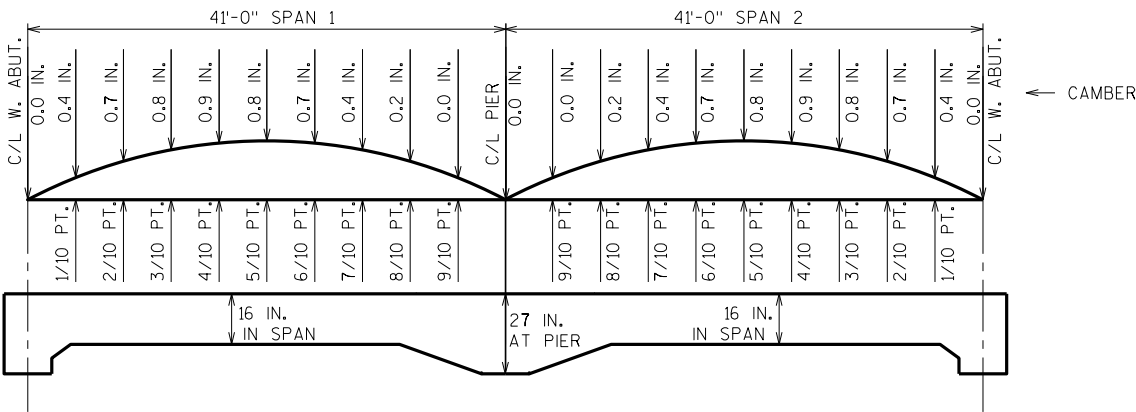 41'-0" SPAN 1
41'-0" SPAN 2
C/L W. ABUT.
0.0 IN.
0.4 IN.
0.7 IN.
0.8 IN.
0.9 IN.
0.8 IN.
0.7 IN.
0.4 IN.
0.2 IN.
0.0 IN.
C/L PIER
0.0 IN.
0.0 IN.
0.2 IN.
0.4 IN.
0.7 IN.
0.8 IN.
0.9 IN.
0.8 IN.
0.7 IN.
0.4 IN.
0.0 IN.
C/L W. ABUT.
CAMBER
1/10 PT.
2/10 PT.
3/10 PT.
4/10 PT.
5/10 PT.
6/10 PT.
7/10 PT.
8/10 PT.
9/10 PT.
9/10 PT.
8/10 PT.
7/10 PT.
6/10 PT.
5/10 PT.
4/10 PT.
3/10 PT.
2/10 PT.
1/10 PT.
16 IN.
IN SPAN
27 IN.
AT PIER
16 IN.
IN SPAN